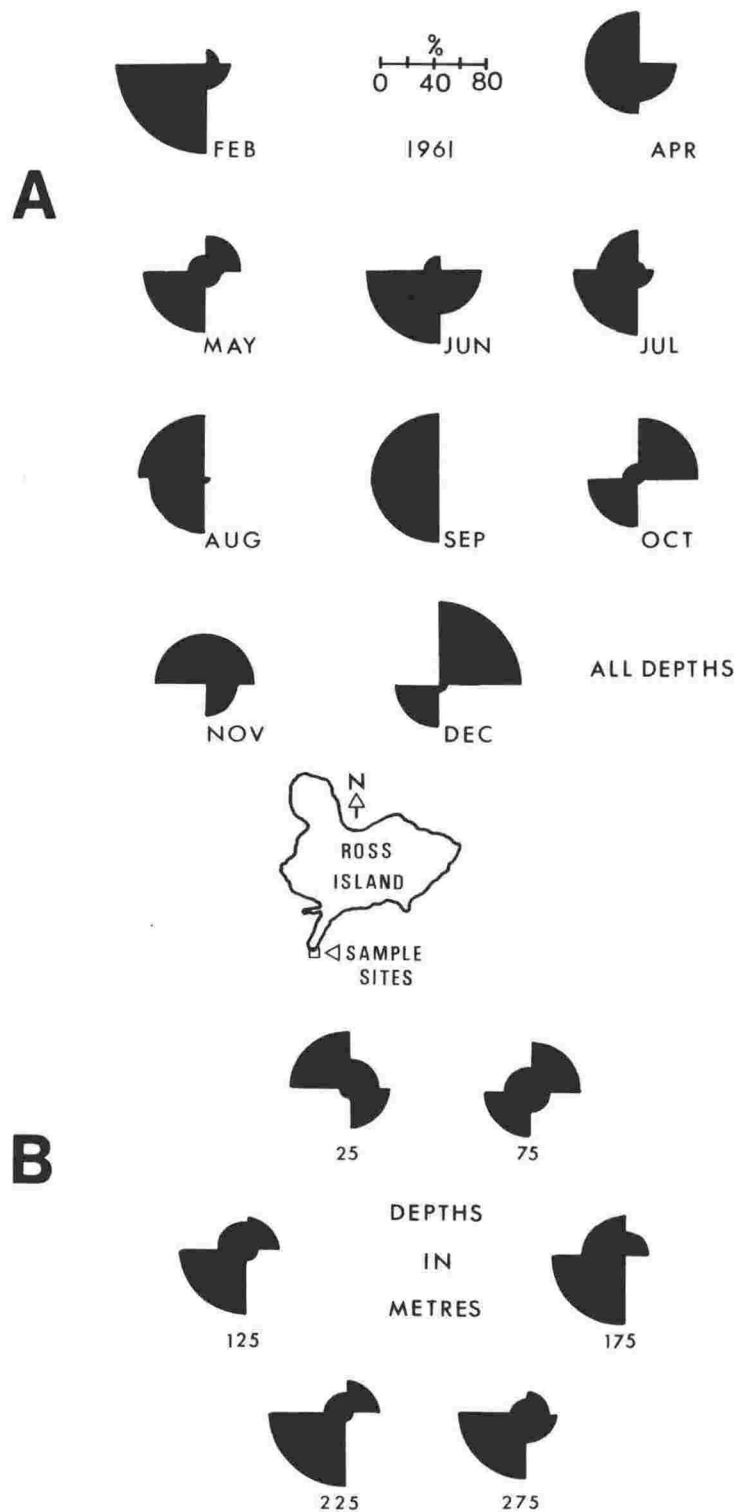 %
0 40 80
FEB 1961 APR
A
MAY JUN JUL
AUG SEP OCT
NOV DEC ALL DEPTHS
N
ROSS
ISLAND
SAMPLE
SITES
B
25 75
DEPTHS
IN
METRES
125 175
225 275